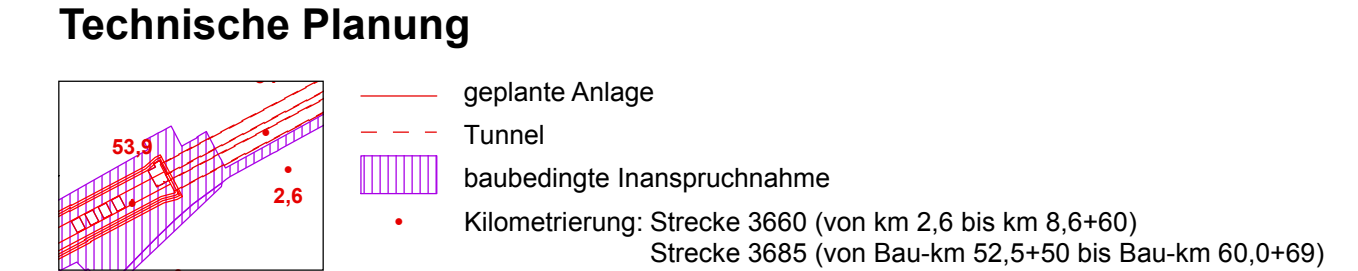 Technische Planung
geplante Anlage
Tunnel
53,9
baubedingte Inanspruchnahme
2,6
Kilometrierung: Strecke 3660 (von km 2,6 bis km 8,6+60)
Strecke 3685 (von Bau-km 52,5+50 bis Bau-km 60,0+69)